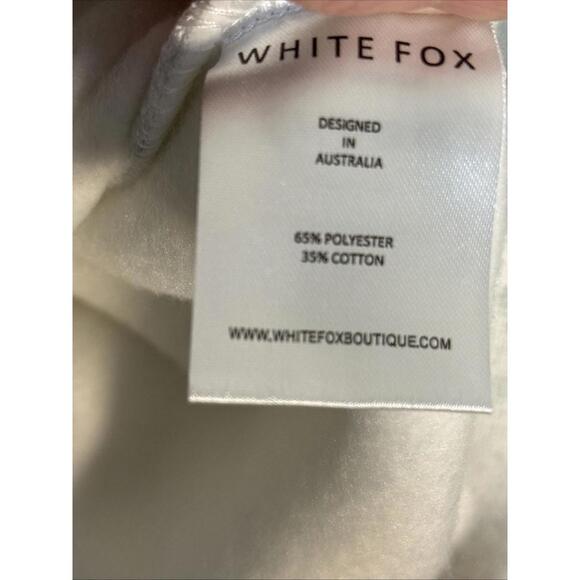 WHITE FOX
DESIGNED
IN
AUSTRALIA
65% POLYESTER
35% COTTON
WWW.WHITEFOXBOUTIQUE.COM